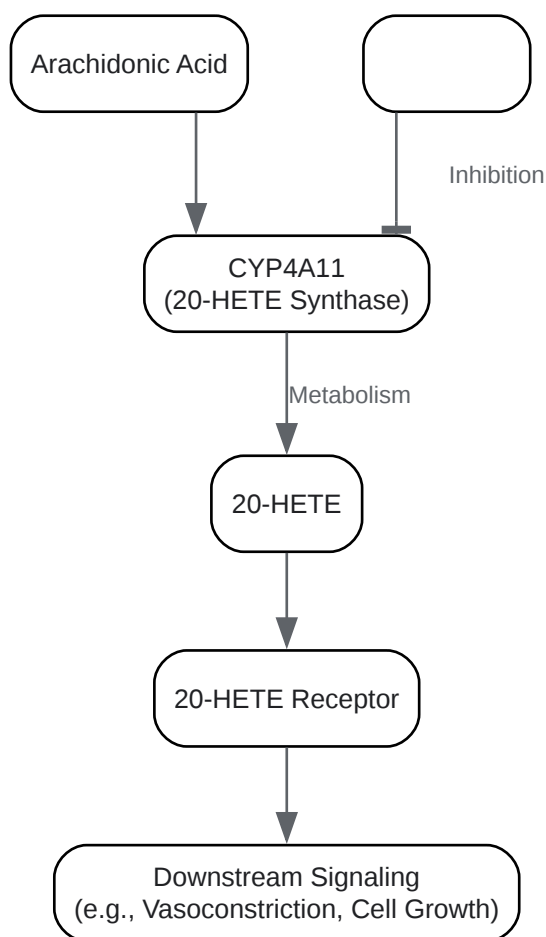 Arachidonic Acid
Inhibition
CYP4A11
(20-HETE Synthase)
Metabolism
20-HETE
20-HETE Receptor
Downstream Signaling
(e.g., Vasoconstriction, Cell Growth)